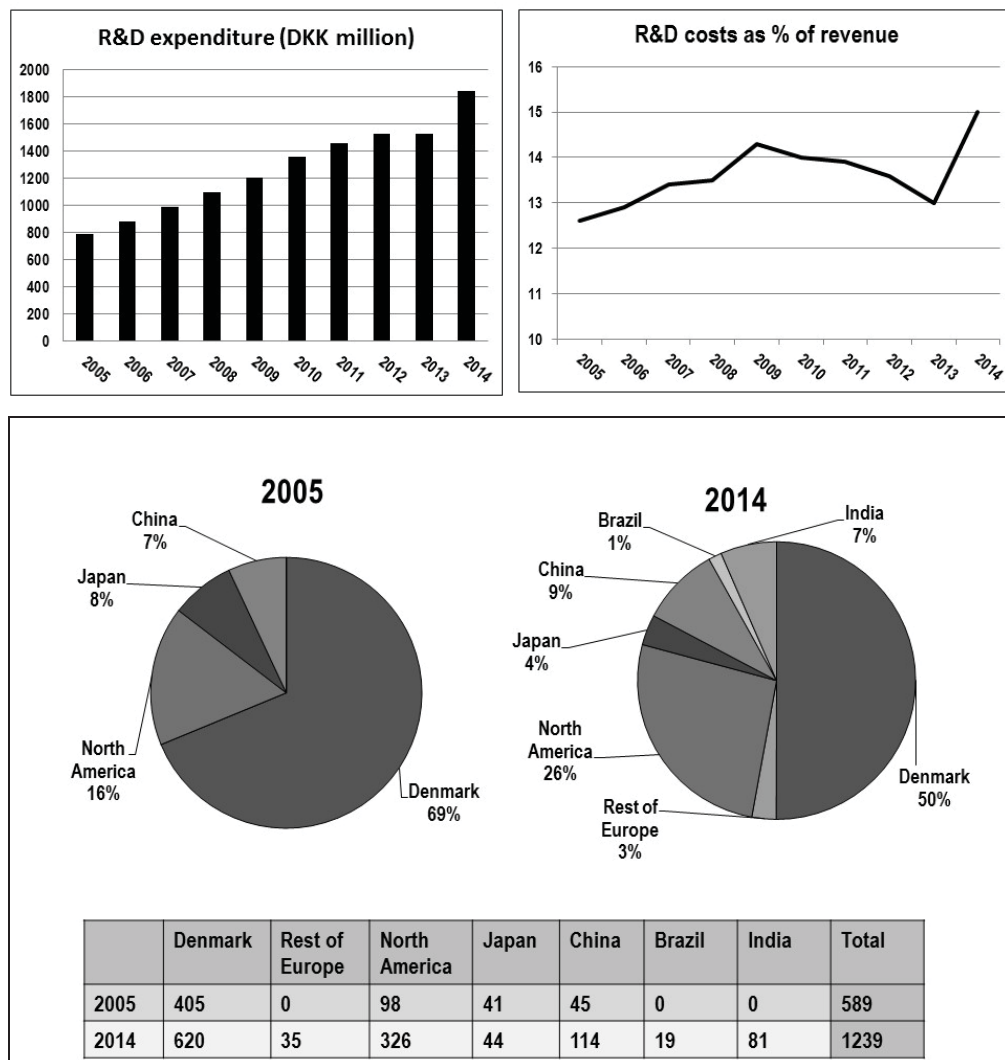 R&D expenditure (DKK million)
2000
1800
1600
1400
1200
1000
800
600
400
200
0
2005 2006 2007 2008 2009 2010 2011 2012 2013 2014
R&D costs as % of revenue
16
15
14
13
12
11
10
2005 2006 2007 2008 2009 2010 2011 2012 2013 2014
2005
China
7%
Japan
8%
North
America
16%
Denmark
69%
2014
Brazil
1%
India
7%
China
9%
Japan
4%
North
America
26%
Rest of
Europe
3%
Denmark
50%
Denmark Rest of Europe North America Japan China Brazil India Total
2005 405 0 98 41 45 0 0 589
2014 620 35 326 44 114 19 81 1239